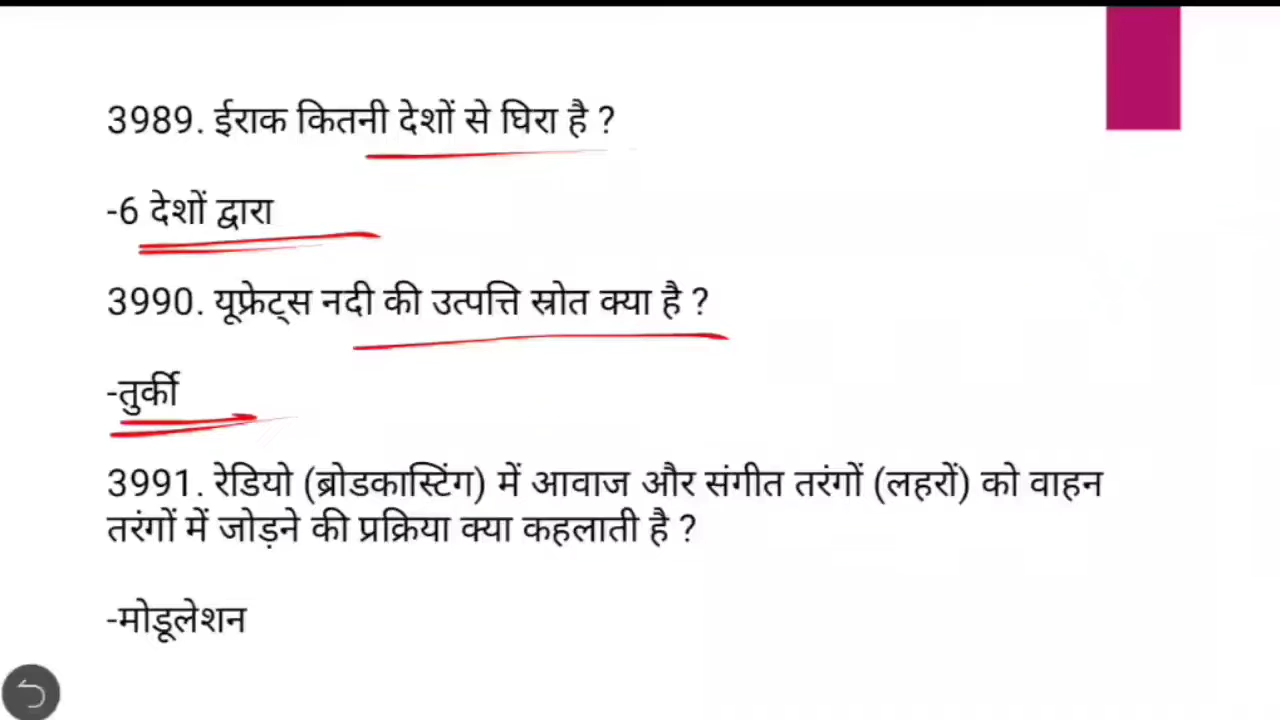 3989. ईराक कितनी देशों से घिरा है ?
-6 देशों द्वारा
3990. यूफ्रेट्स नदी की उत्पत्ति स्रोत क्या है ?
-तुर्की
3991. रेडियो (ब्रोडकास्टिंग) में आवाज और संगीत तरंगों (लहरों) को वाहन
तरंगों में जोड़ने की प्रक्रिया क्या कहलाती है ?
-मोडूलेशन